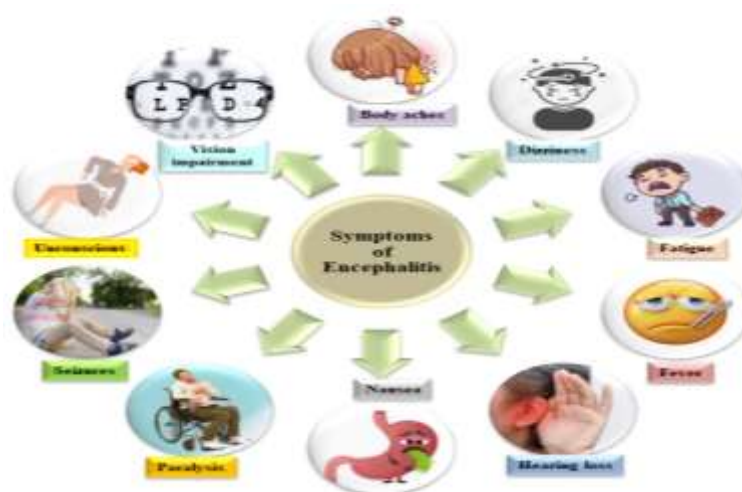 Symptoms
of
Encephalitis
Body aches
Dizziness
Fatigue
Fever
Hearing loss
Nausea
Paralysis
Seizures
Unconscious
Vision
impairment
L P D